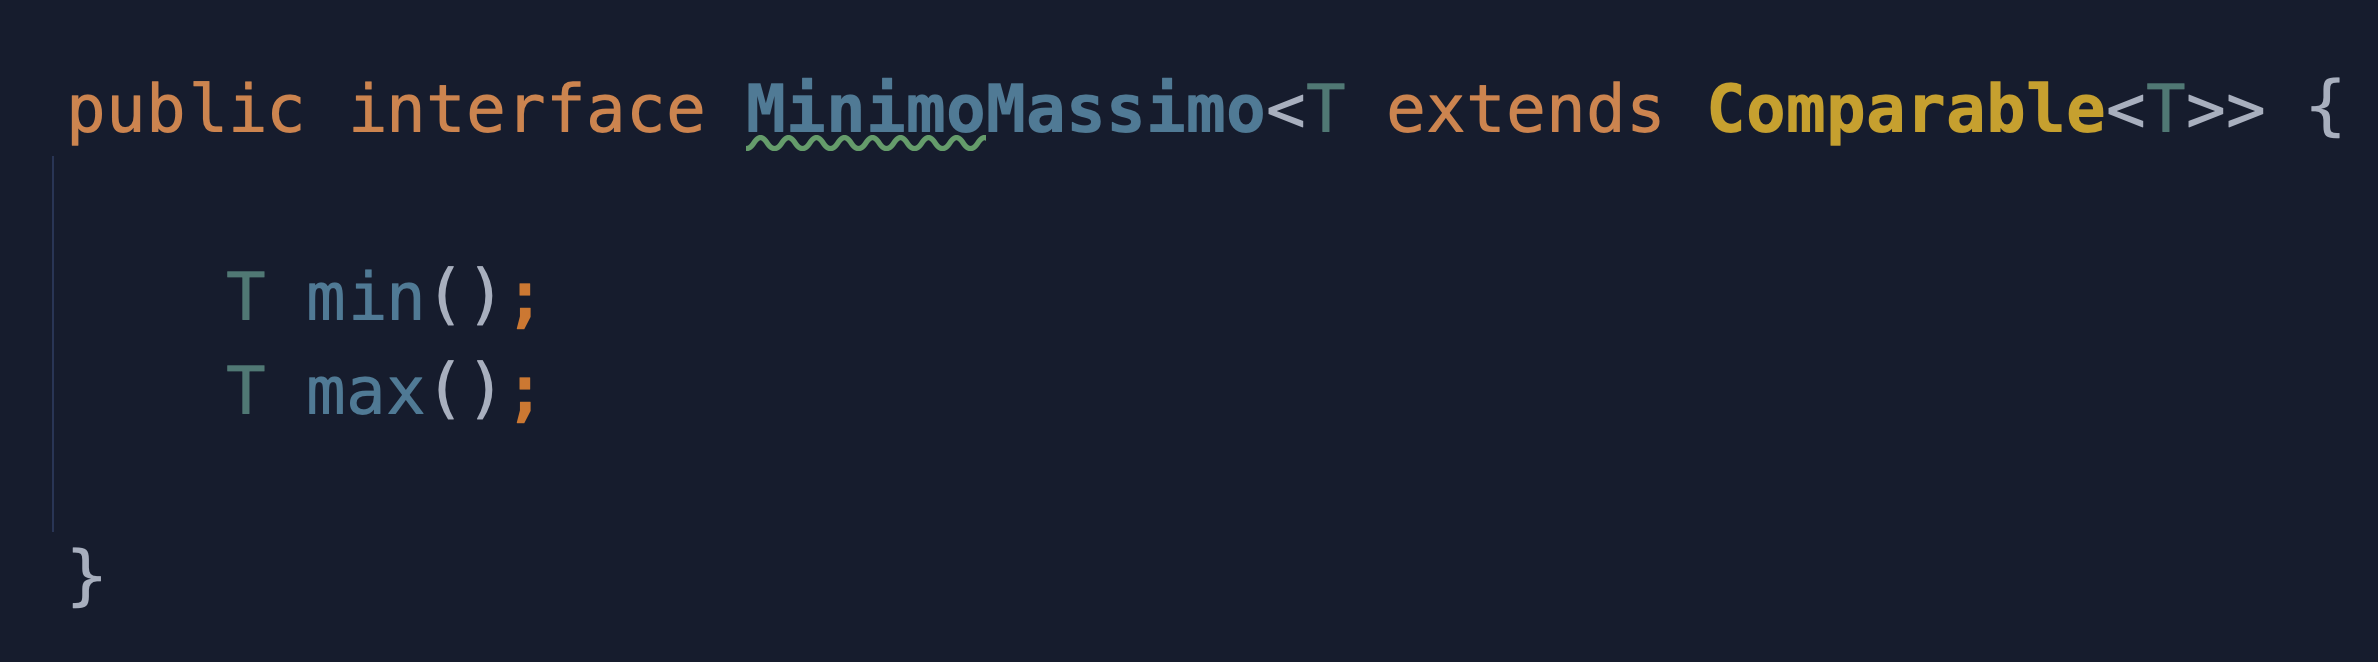 public interface MinimoMassimo<T extends Comparable<T>> {
T min();
T max();
}